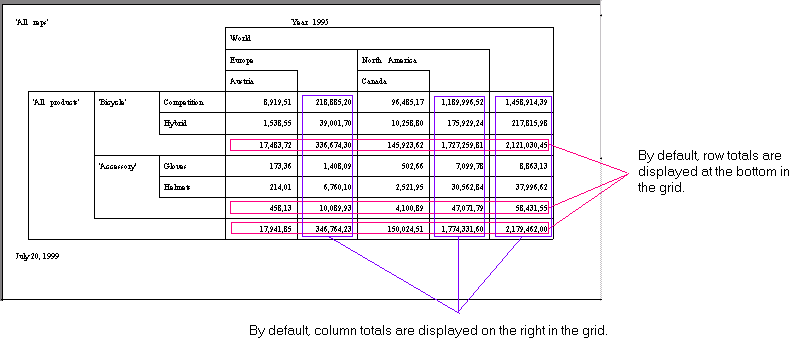 'All reps'
Year 1995
World
Europe North America
Austria Canada
'All products' 'Bicycle' Competition 8,919,51 218,885,20 96,485,17 1,189,996,52 1,458,914,39
Hybrid 1,538,55 39,001,70 10,258,80 175,929,24 217,815,98
17,483,72 336,674,30 145,923,62 1,727,259,81 2,121,030,45
'Accessory' Gloves 173,36 1,408,09 502,66 7,099,78 8,863,13
Helmets 214,01 6,760,10 2,521,95 30,562,84 37,996,62
458,13 10,089,93 4,100,89 47,071,79 58,431,55
17,941,85 346,764,23 150,024,51 1,774,331,60 2,179,462,00
July 20, 1999
By default, row totals are
displayed at the bottom in
the grid.
By default, column totals are displayed on the right in the grid.